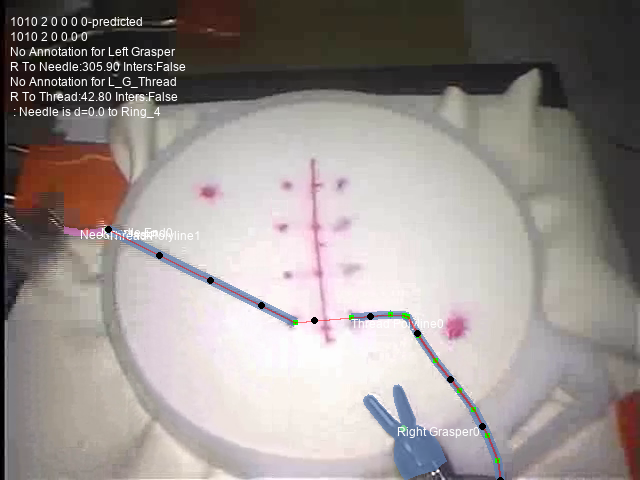 1010 2 0 0 0 0-predicted
1010 2 0 0 0 0
No Annotation for Left Grasper
R To Needle:305.90 Inters:False
No Annotation for L_G_Thread
R To Thread:42.80 Inters:False
: Needle is d=0.0 to Ring_4
Thread Polyline1
Thread Polyline0
Right Grasper0